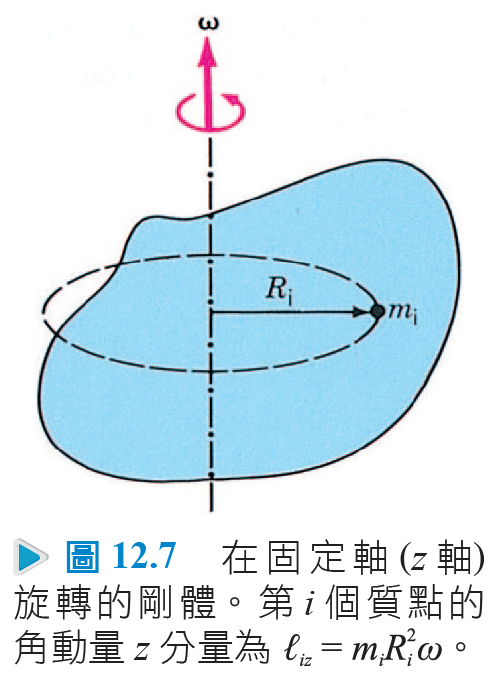 ω
Rᵢ
mᵢ
圖 12.7 在固定軸 (z 軸)
旋轉的剛體。第 i 個質點的
角動量 z 分量為 ℓ_iz = mᵢRᵢ²ω。